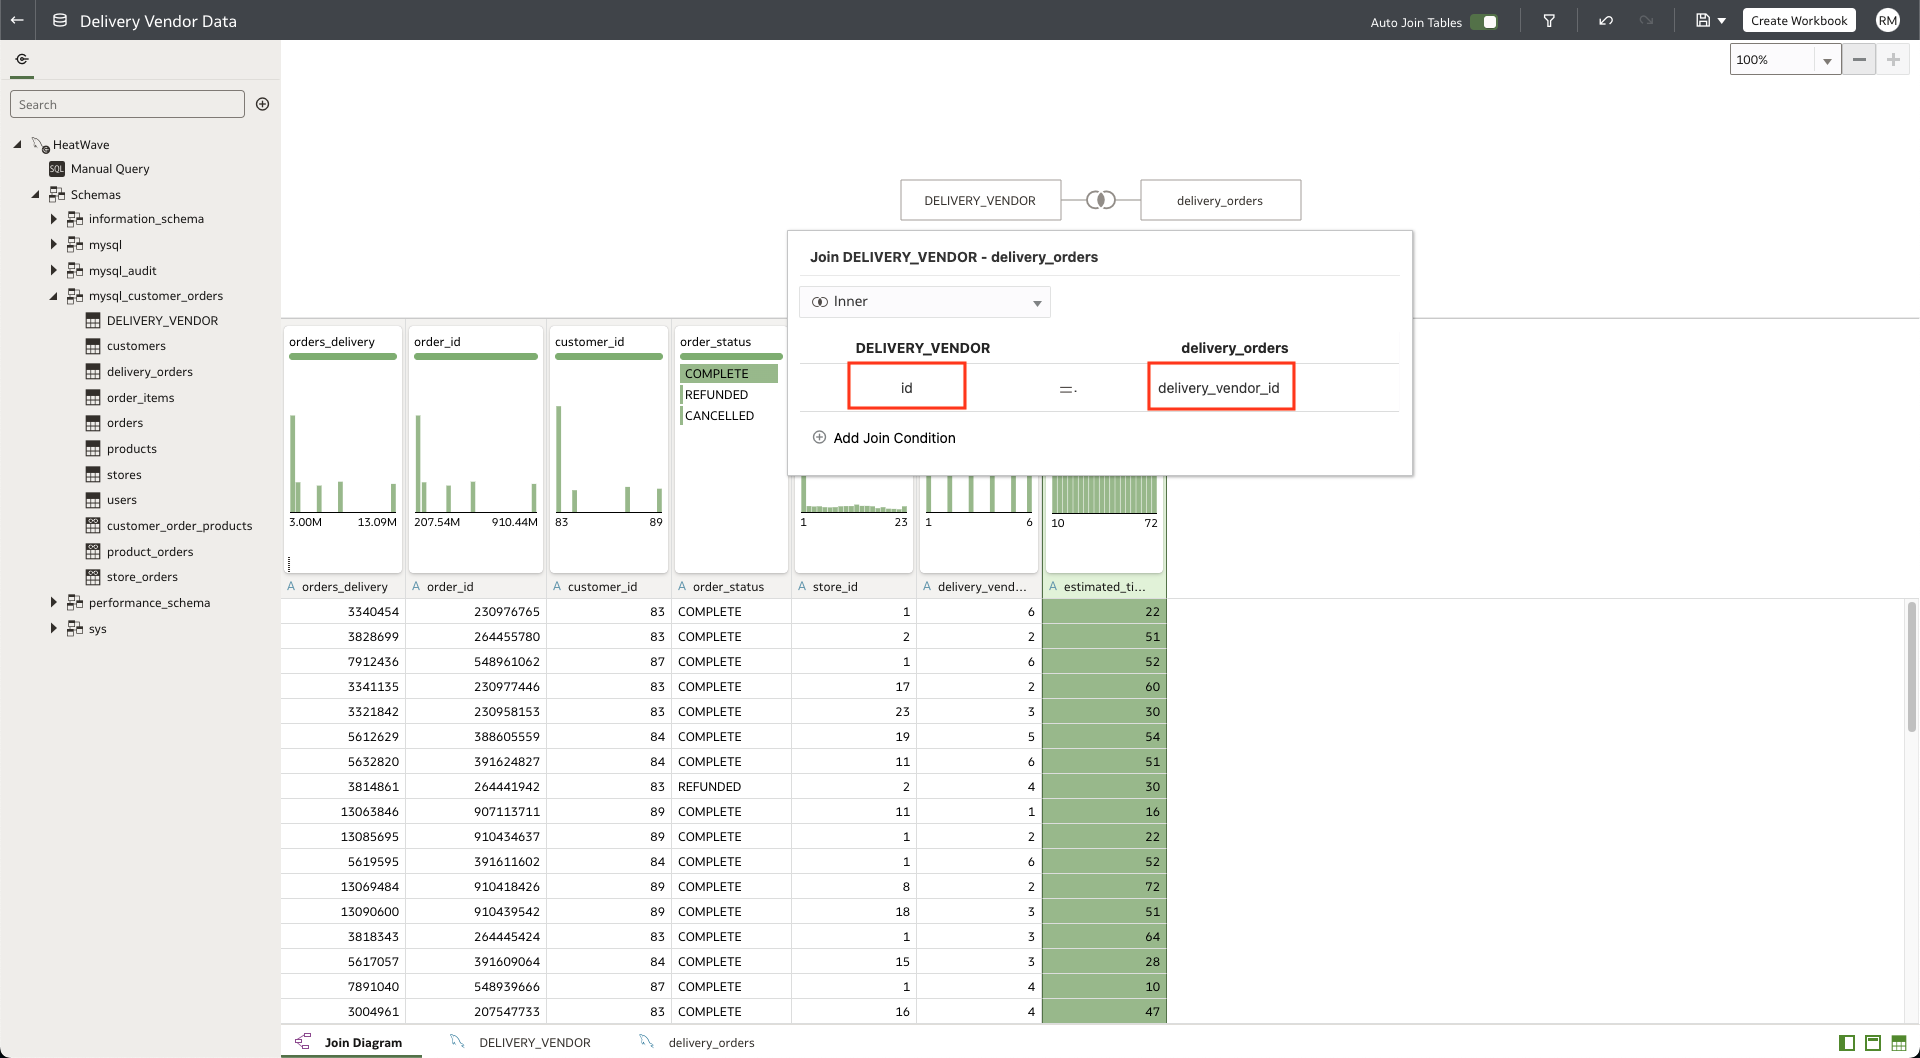 Delivery Vendor Data
Auto Join Tables
Create Workbook
RM
100%
Search
HeatWave
SQL Manual Query
Schemas
information_schema
mysql
mysql_audit
mysql_customer_orders
DELIVERY_VENDOR
customers
delivery_orders
order_items
orders
products
stores
users
customer_order_products
product_orders
store_orders
performance_schema
sys
DELIVERY_VENDOR
delivery_orders
Join DELIVERY_VENDOR - delivery_orders
Inner
DELIVERY_VENDOR delivery_orders
id = delivery_vendor_id
Add Join Condition
orders_delivery order_id customer_id order_status
COMPLETE
REFUNDED
CANCELLED
3.00M 13.09M 207.54M 910.44M 83 89 1 23 1 6 10 72
A orders_delivery A order_id A customer_id A order_status A store_id A delivery_vend... A estimated_ti...
3340454 230976765 83 COMPLETE 1 6 22
3828699 264455780 83 COMPLETE 2 2 51
7912436 548961062 87 COMPLETE 1 6 52
3341135 230977446 83 COMPLETE 17 2 60
3321842 230958153 83 COMPLETE 23 3 30
5612629 388605559 84 COMPLETE 19 5 54
5632820 391624827 84 COMPLETE 11 6 51
3814861 264441942 83 REFUNDED 2 4 30
13063846 907113711 89 COMPLETE 11 1 16
13085695 910434637 89 COMPLETE 1 2 22
5619595 391611602 84 COMPLETE 1 6 52
13069484 910418426 89 COMPLETE 8 2 72
13090600 910439542 89 COMPLETE 18 3 51
3818343 264445424 83 COMPLETE 1 3 64
5617057 391609064 84 COMPLETE 15 3 28
7891040 548939666 87 COMPLETE 1 4 10
3004961 207547733 83 COMPLETE 16 4 47
Join Diagram DELIVERY_VENDOR delivery_orders